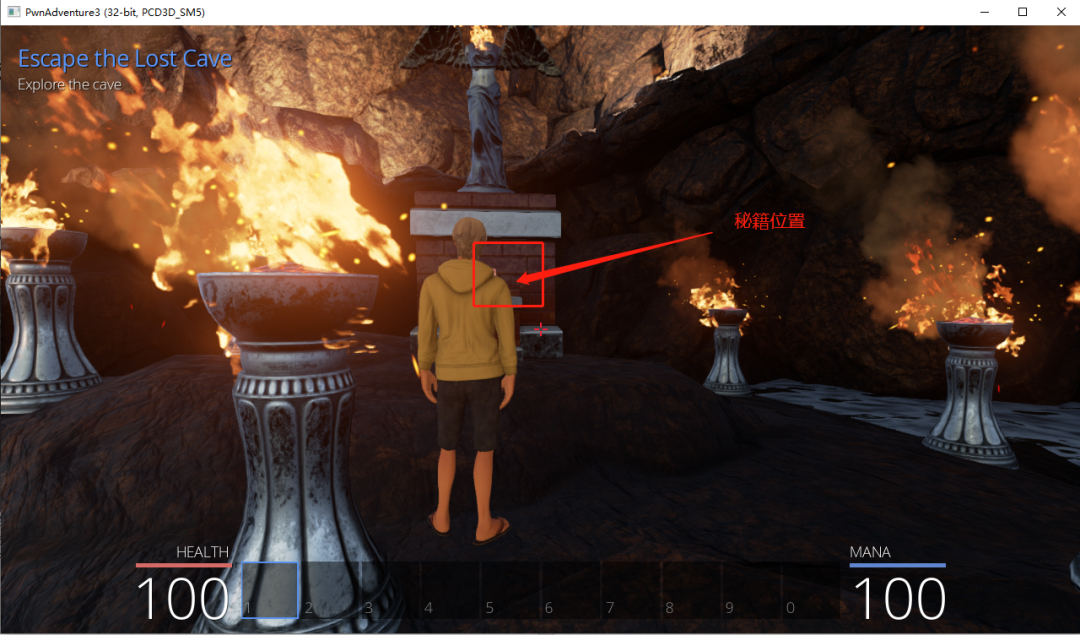 PwnAdventure3 (32-bit, PCD3D_SM5)
Escape the Lost Cave
Explore the cave
秘籍位置
HEALTH
MANA
100
1 2 3 4 5 6 7 8 9 0
100